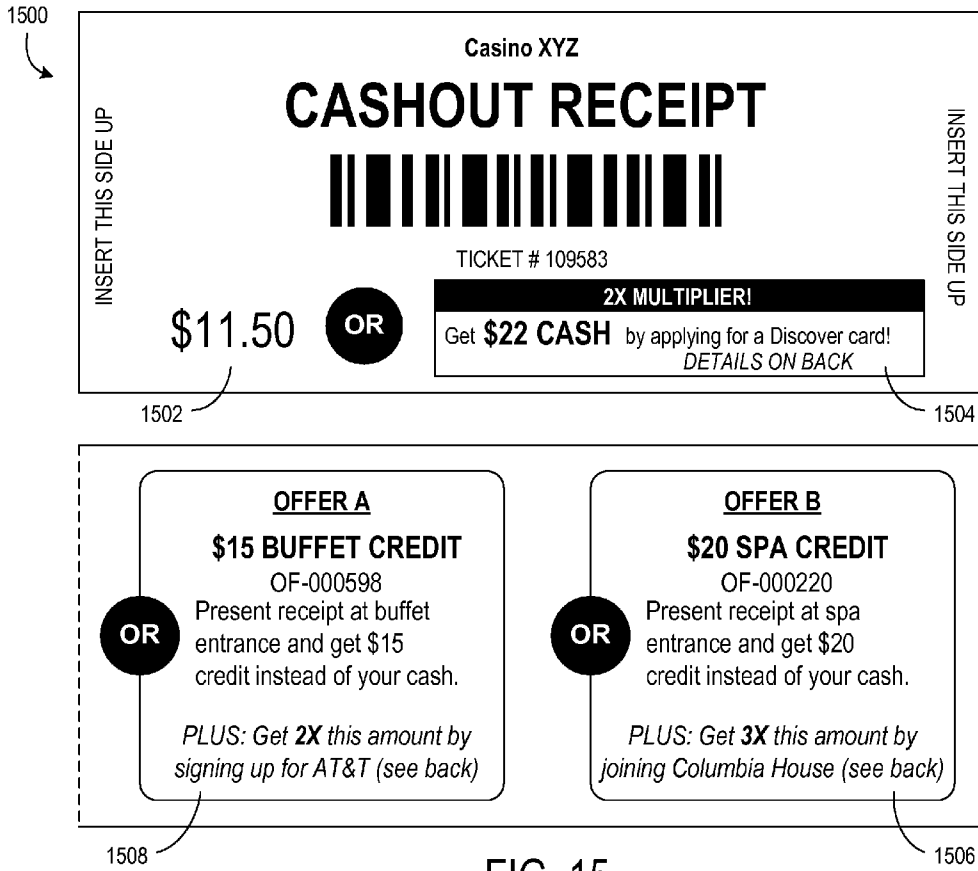 1500
Casino XYZ
CASHOUT RECEIPT
INSERT THIS SIDE UP
INSERT THIS SIDE UP
TICKET # 109583
$11.50
OR
2X MULTIPLIER!
Get $22 CASH by applying for a Discover card!
DETAILS ON BACK
1502
1504
OFFER A
$15 BUFFET CREDIT
OF-000598
OR
Present receipt at buffet
entrance and get $15
credit instead of your cash.
PLUS: Get 2X this amount by
signing up for AT&T (see back)
OFFER B
$20 SPA CREDIT
OF-000220
OR
Present receipt at spa
entrance and get $20
credit instead of your cash.
PLUS: Get 3X this amount by
joining Columbia House (see back)
1508
1506
FIG. 15